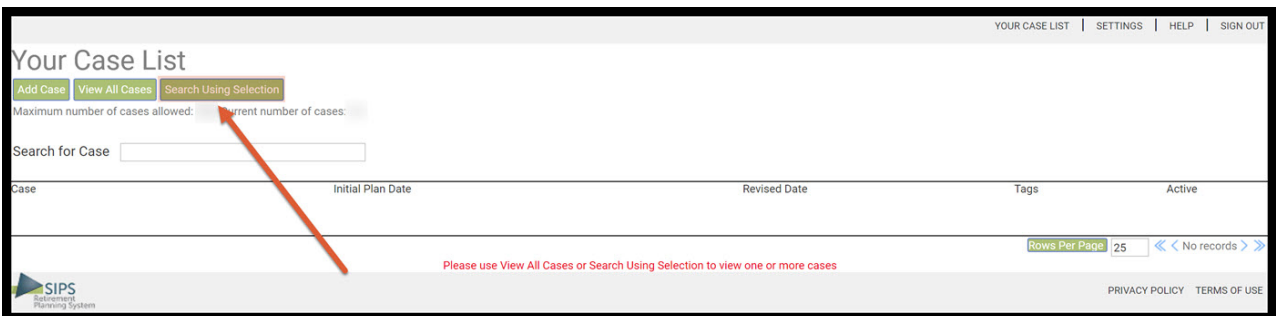 YOUR CASE LIST | SETTINGS | HELP | SIGN OUT
Your Case List
Add Case View All Cases Search Using Selection
Maximum number of cases allowed: Current number of cases:
Search for Case
Case Initial Plan Date Revised Date Tags Active
Rows Per Page 25 No records
Please use View All Cases or Search Using Selection to view one or more cases
SIPS
Retirement
Planning System
PRIVACY POLICY TERMS OF USE